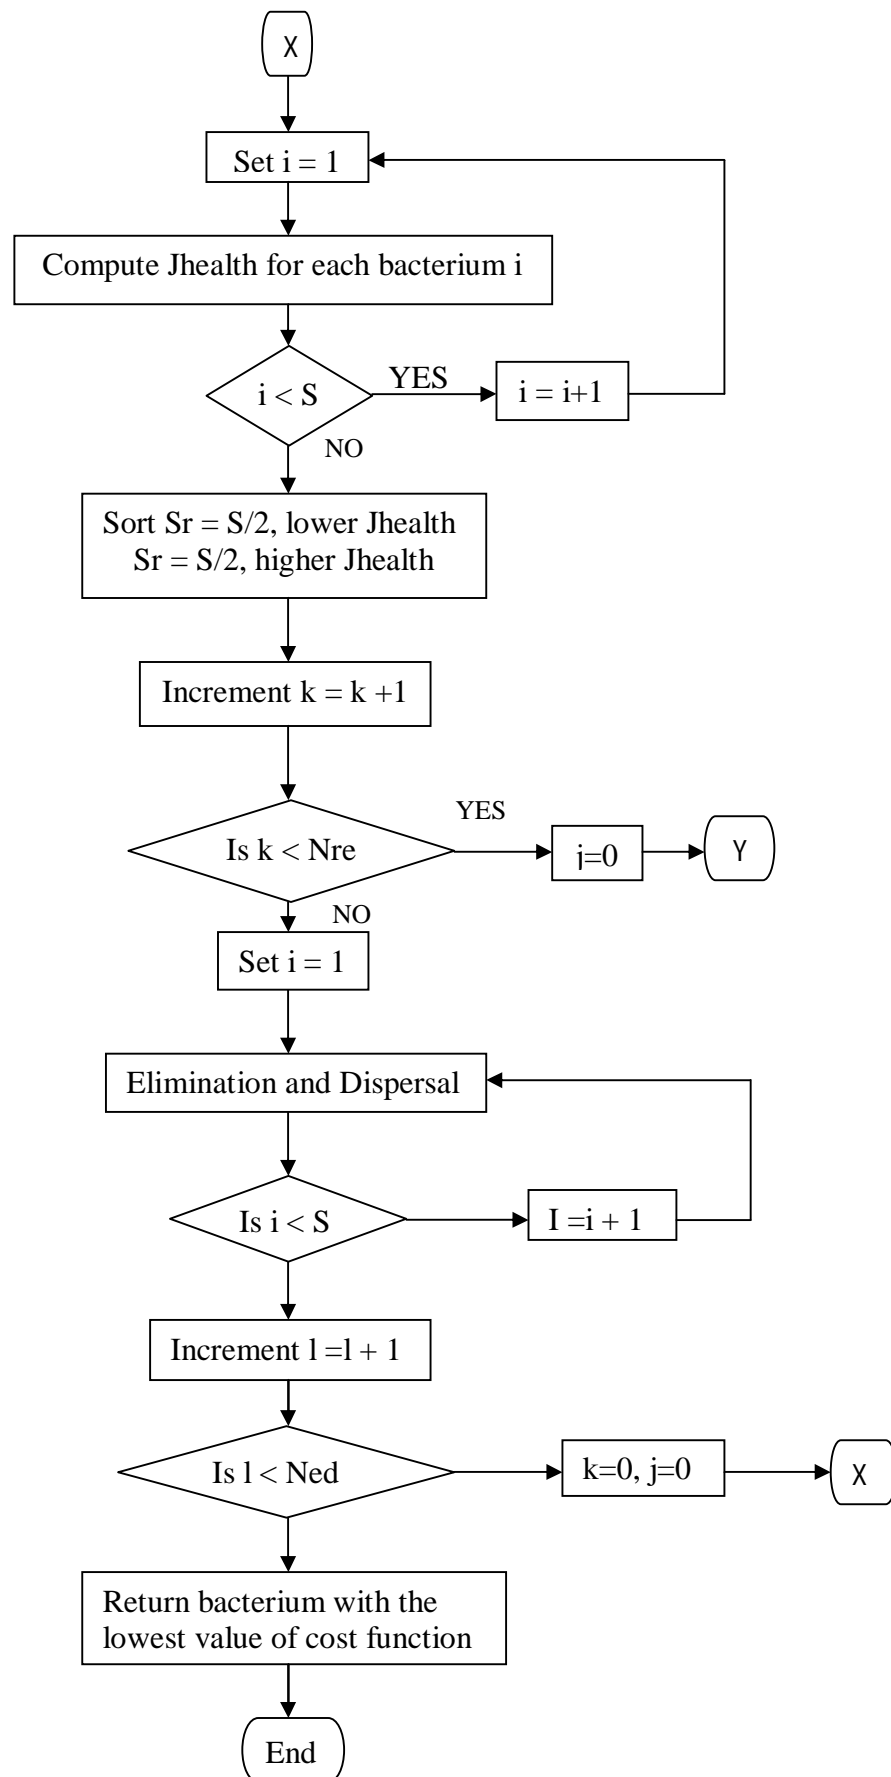 X
Set i = 1
Compute Jhealth for each bacterium i
i < S
YES
i = i+1
NO
Sort Sr = S/2, lower Jhealth
Sr = S/2, higher Jhealth
Increment k = k +1
YES
Is k < Nre
j=0
Y
NO
Set i = 1
Elimination and Dispersal
Is i < S
I =i + 1
Increment l =l + 1
Is l < Ned
k=0, j=0
X
Return bacterium with the
lowest value of cost function
End